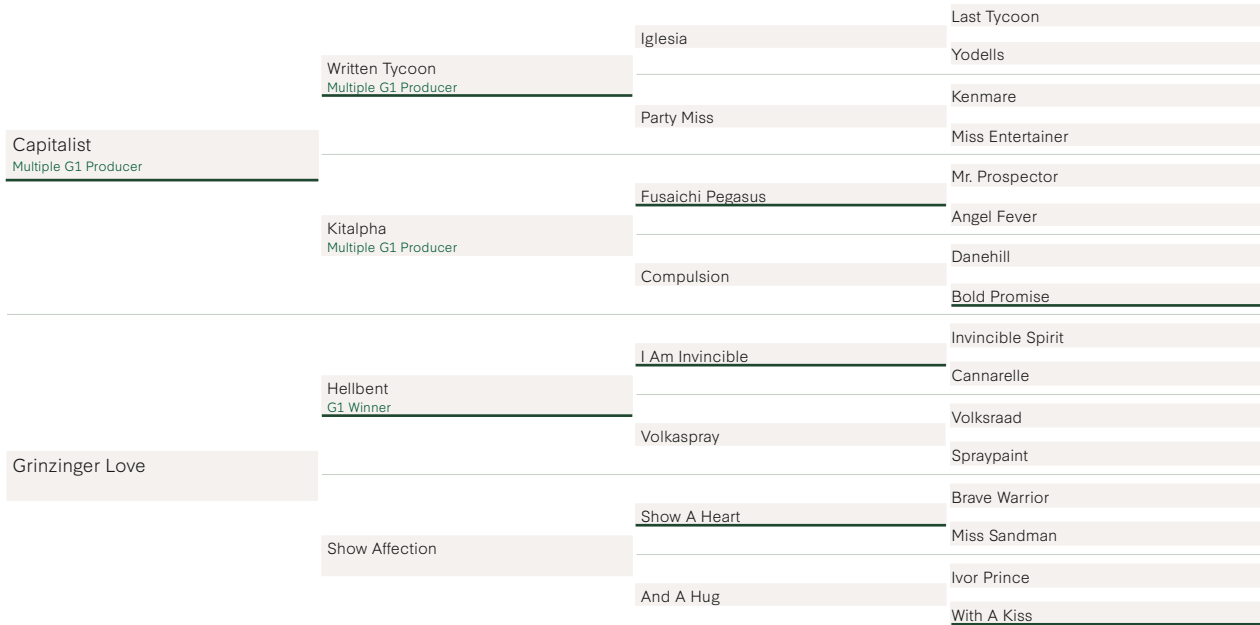 Capitalist
Multiple G1 Producer
Grinzinger Love
Written Tycoon
Multiple G1 Producer
Kitalpha
Multiple G1 Producer
Hellbent
G1 Winner
Show Affection
Iglesia
Party Miss
Fusaichi Pegasus
Compulsion
I Am Invincible
Volkaspray
Show A Heart
And A Hug
Last Tycoon
Yodells
Kenmare
Miss Entertainer
Mr. Prospector
Angel Fever
Danehill
Bold Promise
Invincible Spirit
Cannarelle
Volksraad
Spraypaint
Brave Warrior
Miss Sandman
Ivor Prince
With A Kiss